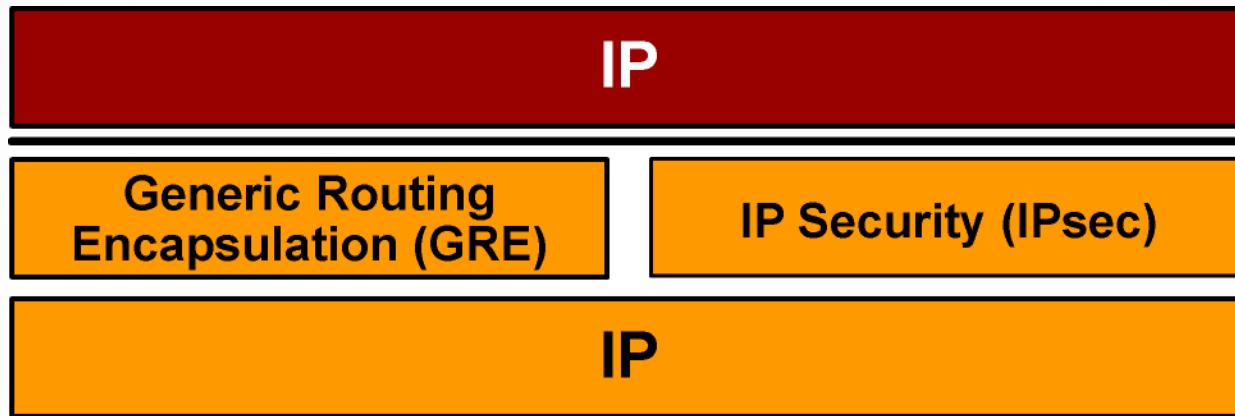 IP
Generic Routing
Encapsulation (GRE)
IP Security (IPsec)
IP